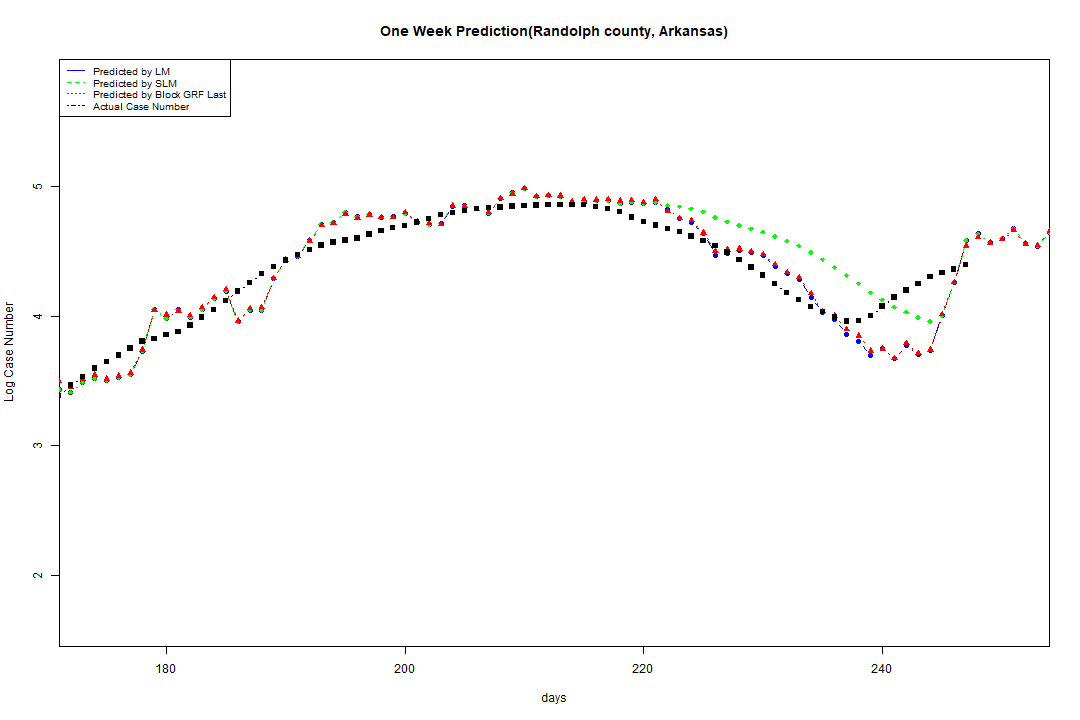 One Week Prediction(Randolph county, Arkansas)
Predicted by LM
Predicted by SLM
Predicted by Block GRF Last
Actual Case Number
Log Case Number
5
4
3
2
180 200 220 240
days